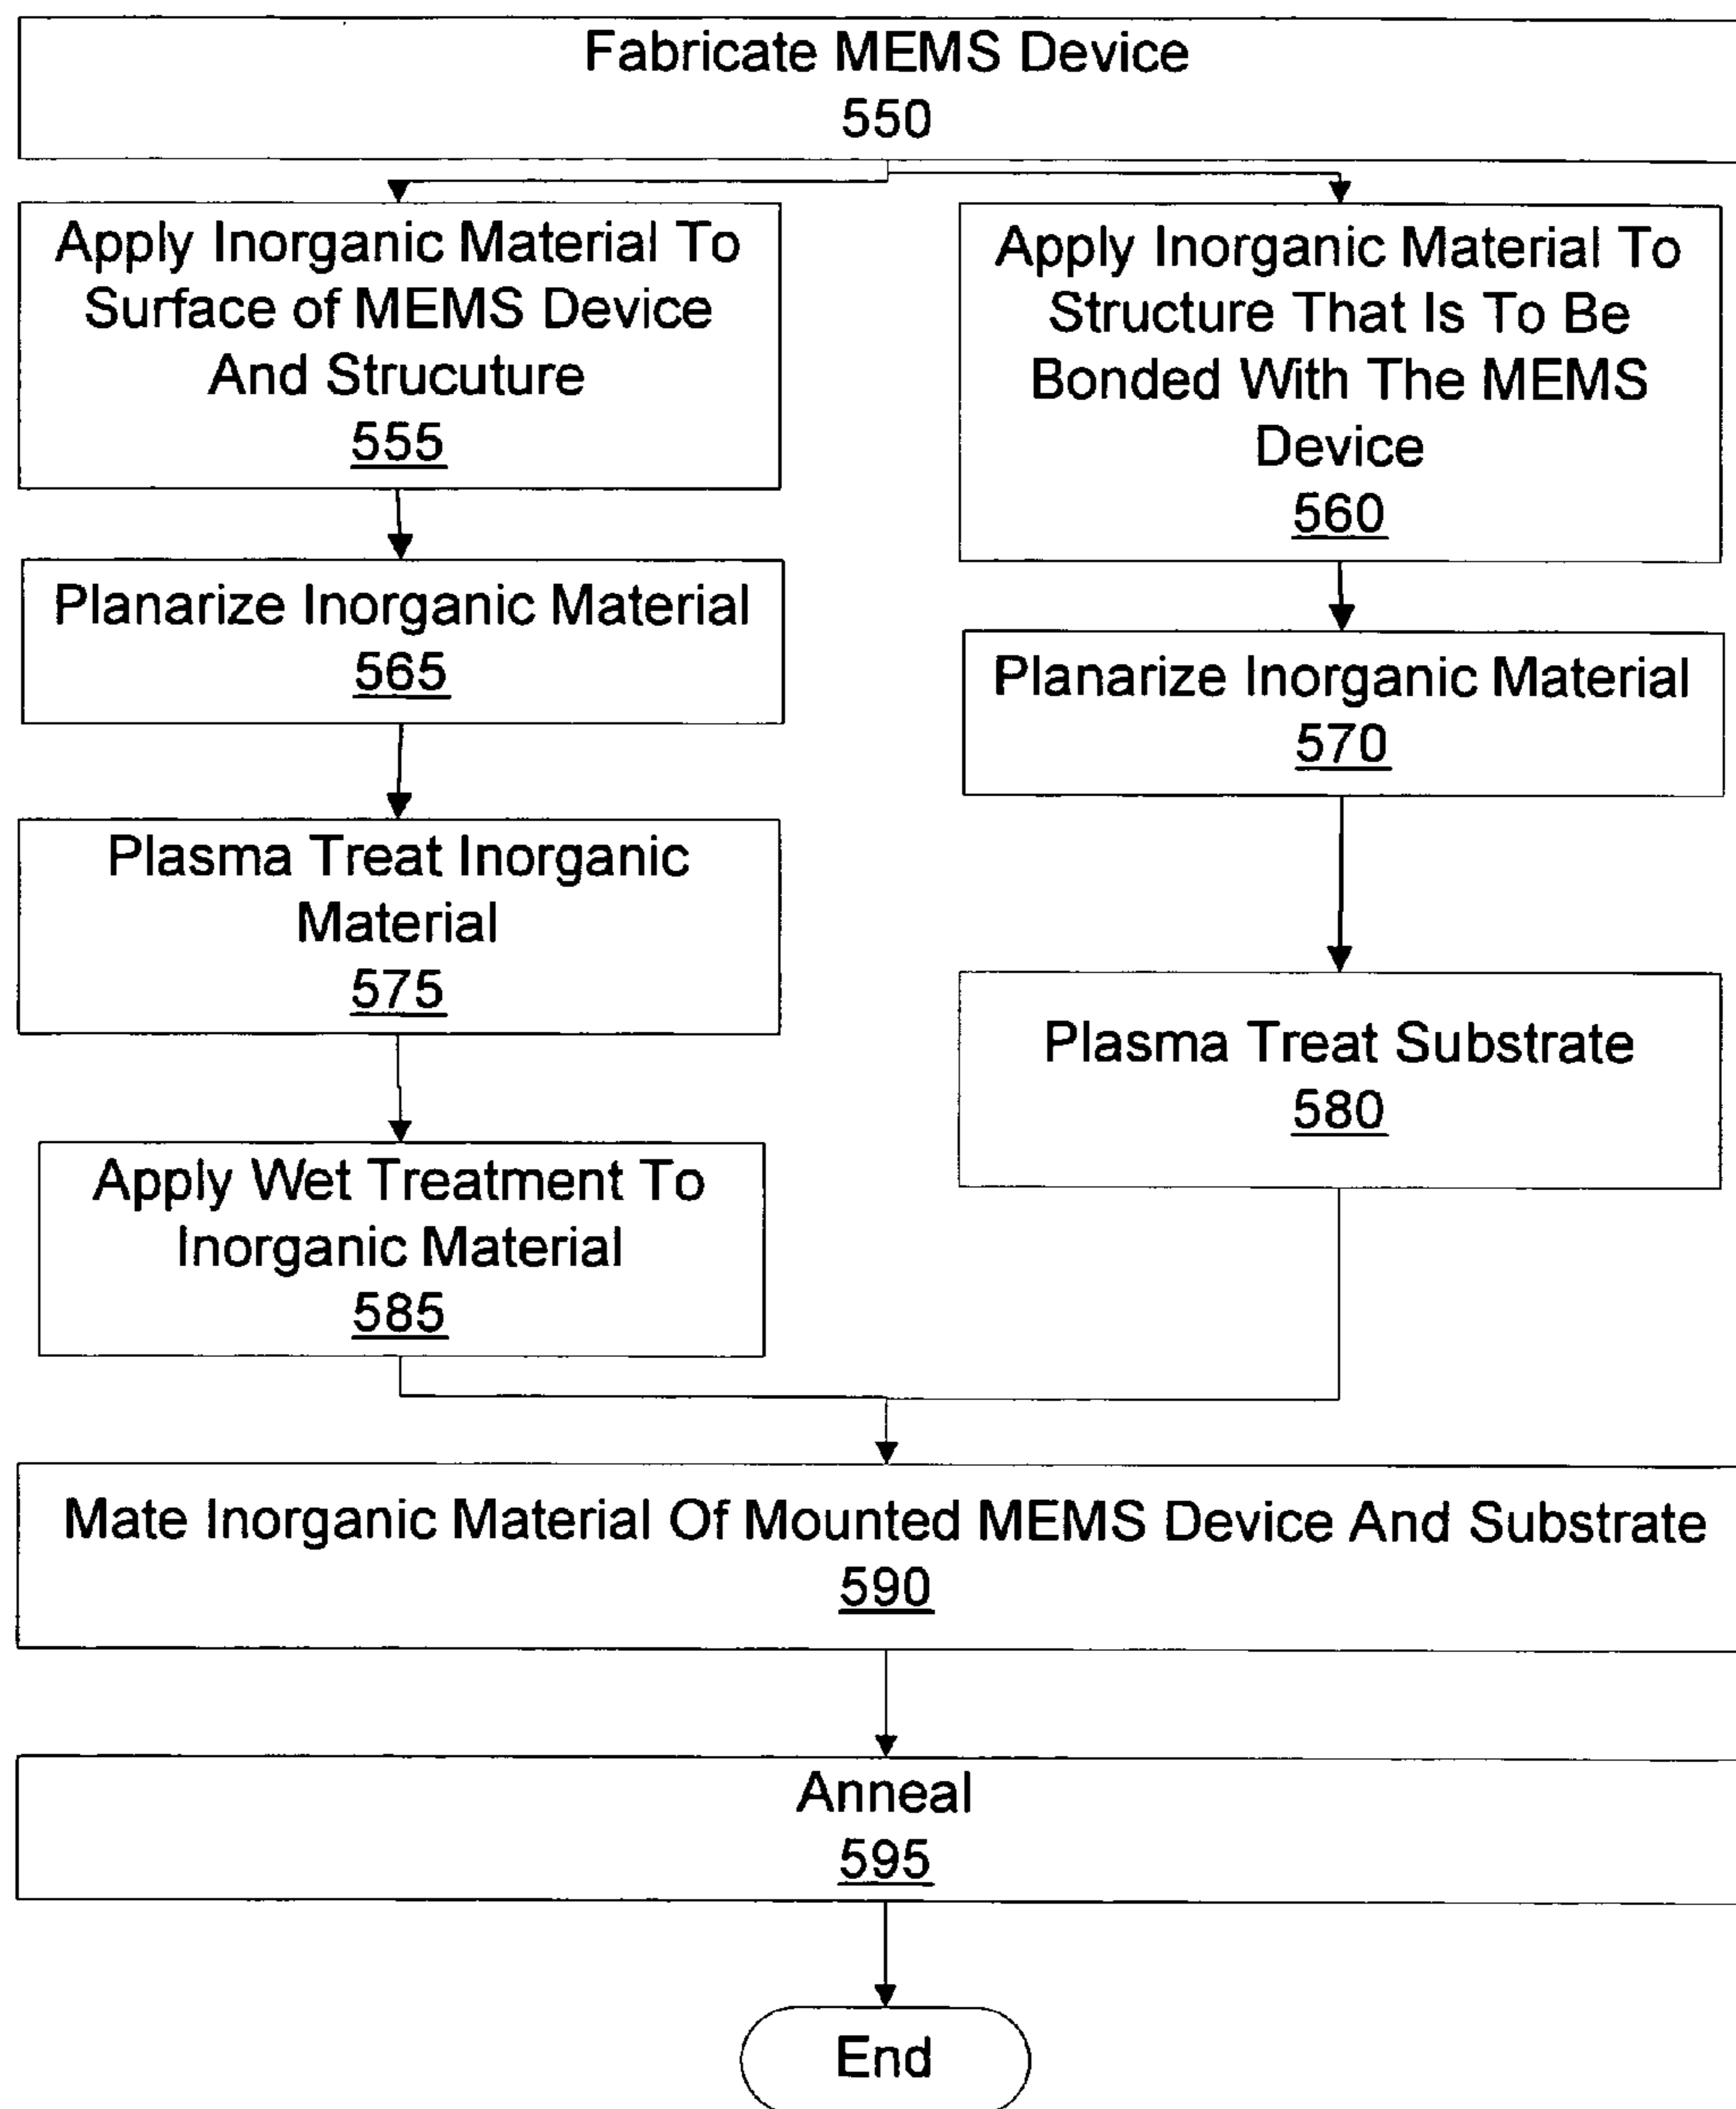 Fabricate MEMS Device
550
Apply Inorganic Material To
Surface of MEMS Device
And Strucuture
555
Apply Inorganic Material To
Structure That Is To Be
Bonded With The MEMS
Device
560
Planarize Inorganic Material
565
Planarize Inorganic Material
570
Plasma Treat Inorganic
Material
575
Plasma Treat Substrate
580
Apply Wet Treatment To
Inorganic Material
585
Mate Inorganic Material Of Mounted MEMS Device And Substrate
590
Anneal
595
End